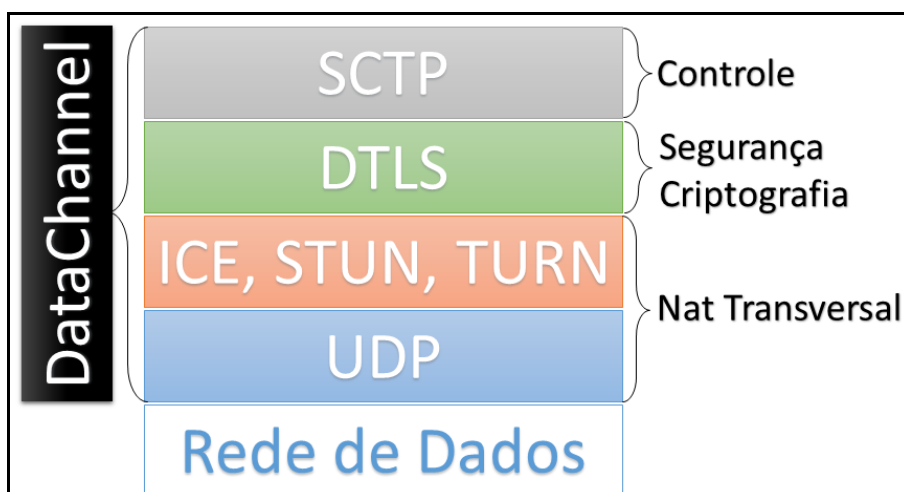 DataChannel
SCTP
Controle
DTLS
Segurança
Criptografia
ICE, STUN, TURN
Nat Transversal
UDP
Rede de Dados